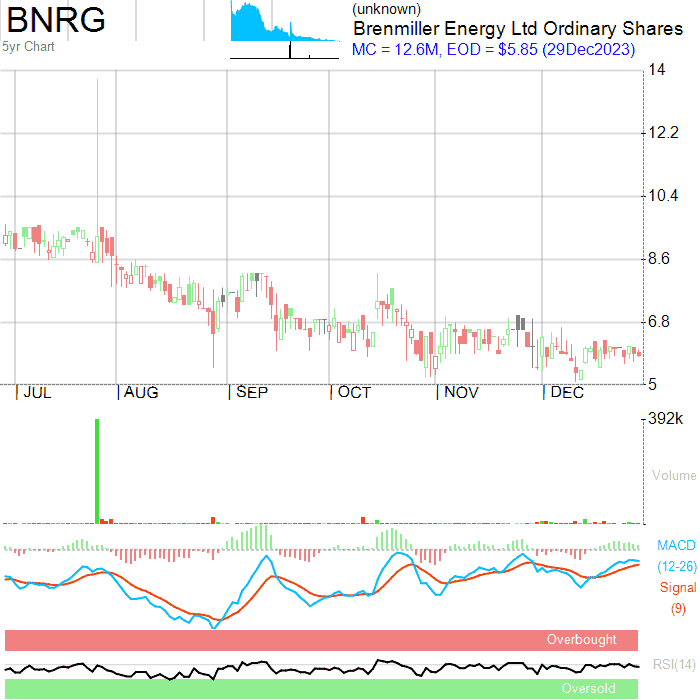 BNRG
5yr Chart
(unknown)
Brenmiller Energy Ltd Ordinary Shares
MC = 12.6M, EOD = $5.85 (29Dec2023)
14
12.2
10.4
8.6
6.8
5
JUL AUG SEP OCT NOV DEC
392k
Volume
MACD
(12-26)
Signal
(9)
Overbought
RSI(14)
Oversold